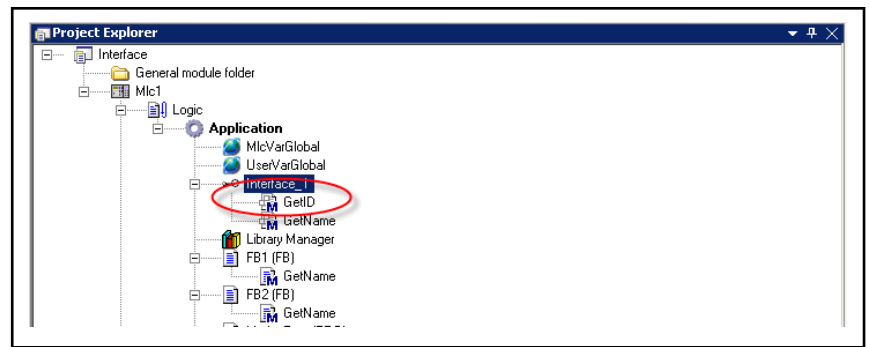 Project Explorer
Interface
General module folder
Mlc1
Logic
Application
MlcVarGlobal
UserVarGlobal
Interface_1
GetID
GetName
Library Manager
FB1 (FB)
GetName
FB2 (FB)
GetName